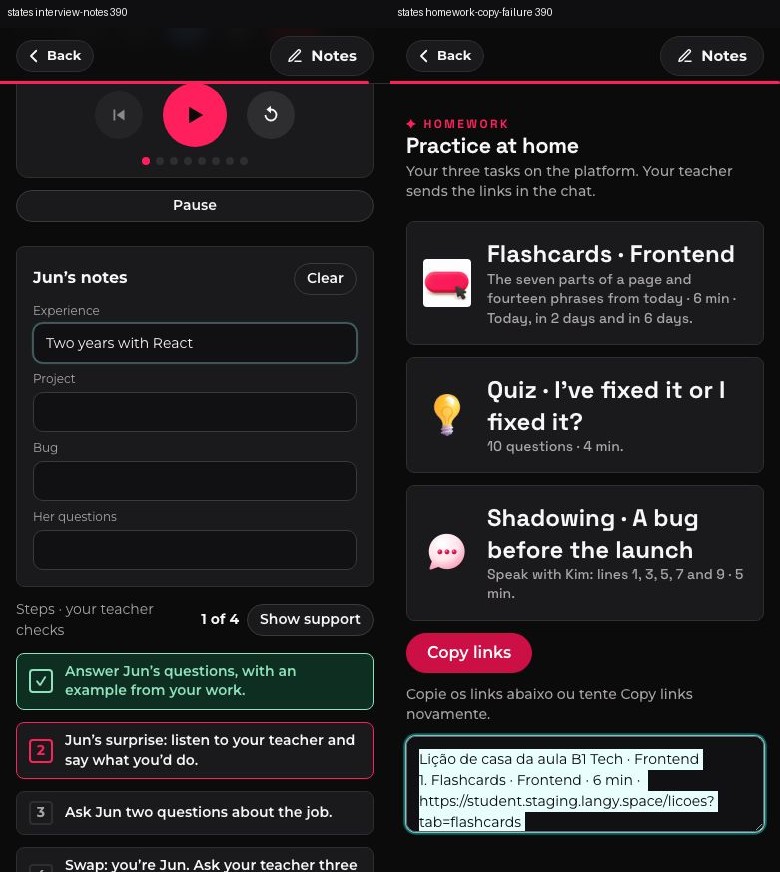 states interview-notes 390
Back
Notes
Pause
Jun’s notes
Clear
Experience
Two years with React
Project
Bug
Her questions
Steps · your teacher
checks
1 of 4
Show support
Answer Jun’s questions, with an
example from your work.
2
Jun’s surprise: listen to your teacher and
say what you’d do.
3
Ask Jun two questions about the job.
Swap: you’re Jun. Ask your teacher three
states homework-copy-failure 390
Back
Notes
HOMEWORK
Practice at home
Your three tasks on the platform. Your teacher
sends the links in the chat.
Flashcards · Frontend
The seven parts of a page and
fourteen phrases from today · 6 min ·
Today, in 2 days and in 6 days.
Quiz · I’ve fixed it or I
fixed it?
10 questions · 4 min.
Shadowing · A bug
before the launch
Speak with Kim: lines 1, 3, 5, 7 and 9 · 5
min.
Copy links
Copie os links abaixo ou tente Copy links
novamente.
Lição de casa da aula B1 Tech · Frontend
1. Flashcards · Frontend · 6 min ·
https://student.staging.langy.space/licoes?
tab=flashcards